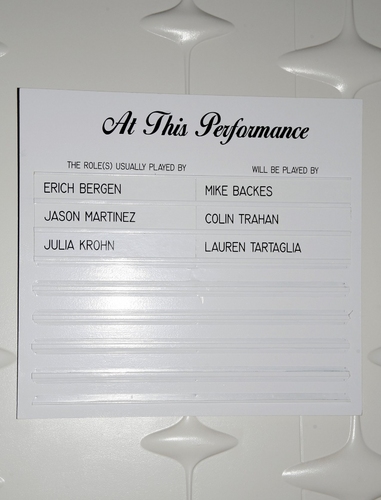 At This Performance
THE ROLE(S) USUALLY PLAYED BY WILL BE PLAYED BY
ERICH BERGEN MIKE BACKES
JASON MARTINEZ COLIN TRAHAN
JULIA KROHN LAUREN TARTAGLIA